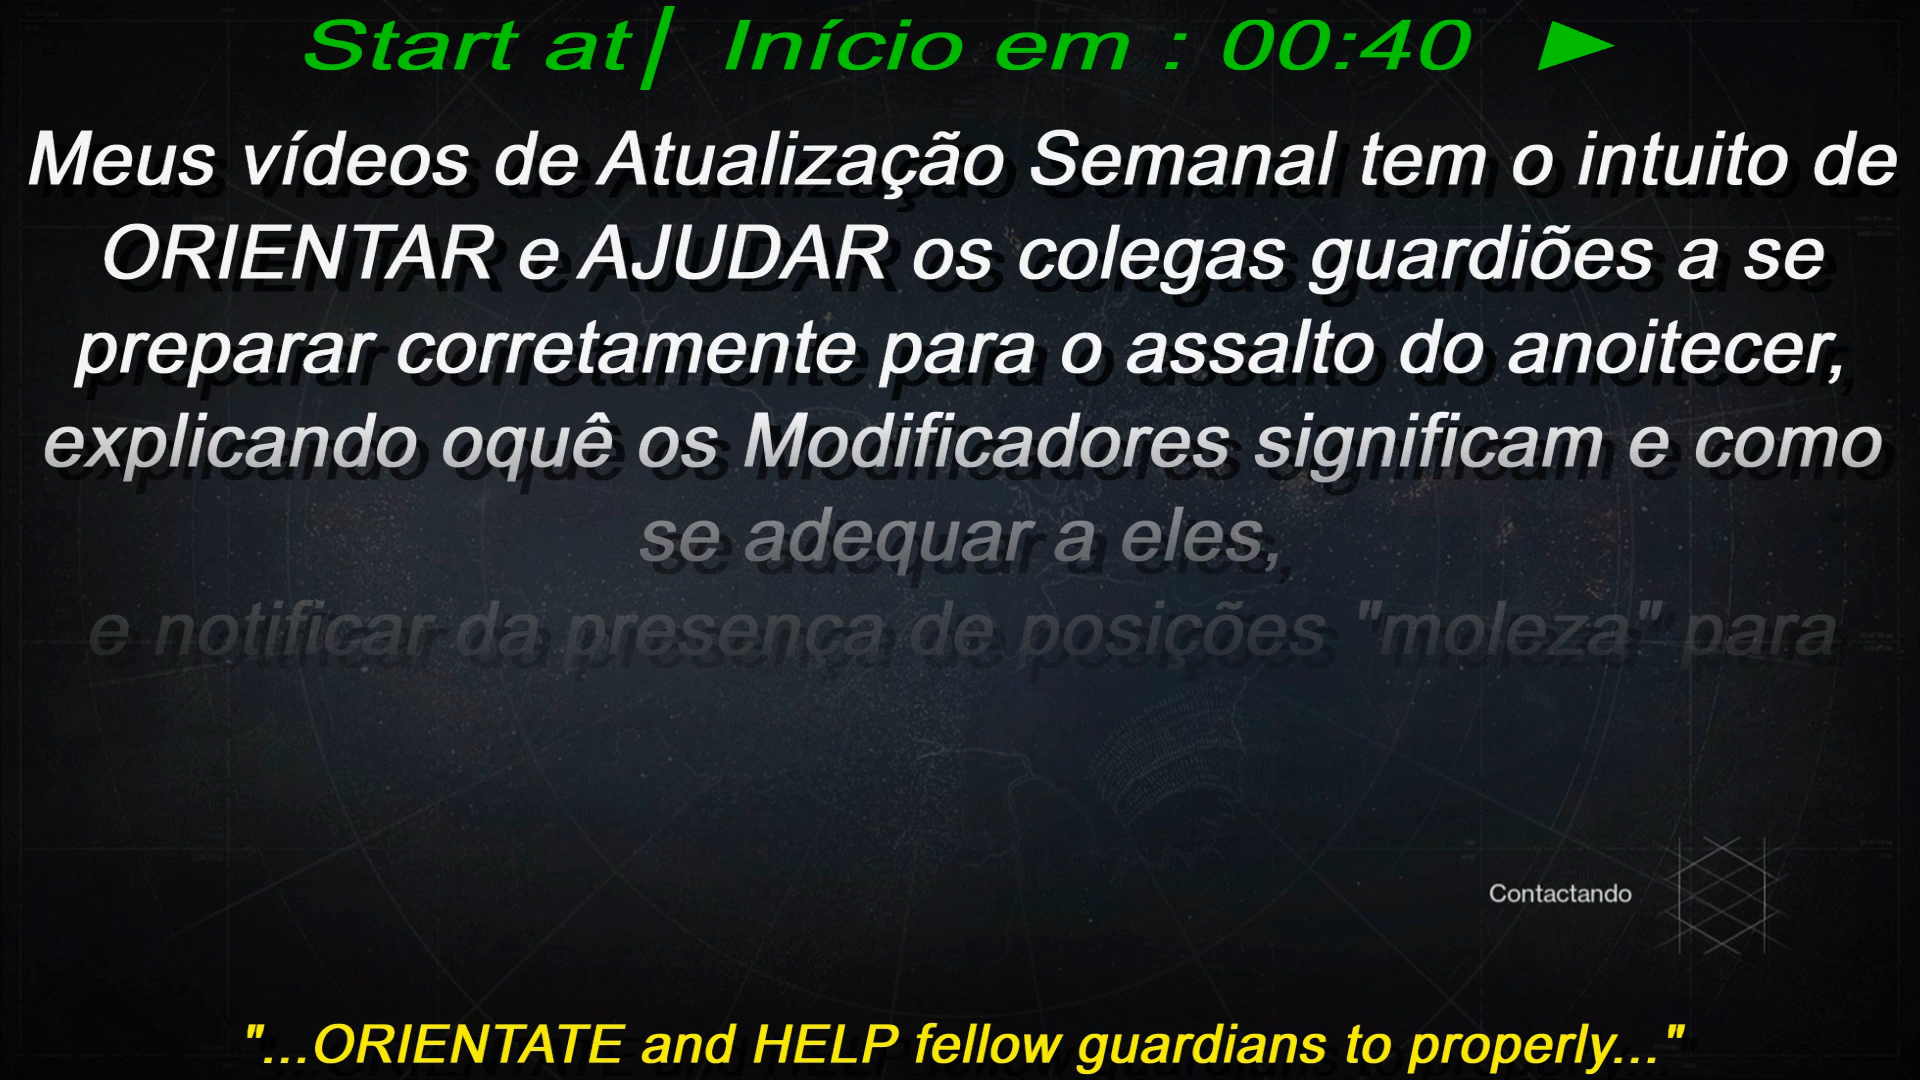 Start at| Início em : 00:40 ►
Meus vídeos de Atualização Semanal tem o intuito de
ORIENTAR e AJUDAR os colegas guardiões a se
preparar corretamente para o assalto do anoitecer,
explicando oquê os Modificadores significam e como
se adequar a eles,
e notificar da presença de posições "moleza" para
Contactando
"...ORIENTATE and HELP fellow guardians to properly..."